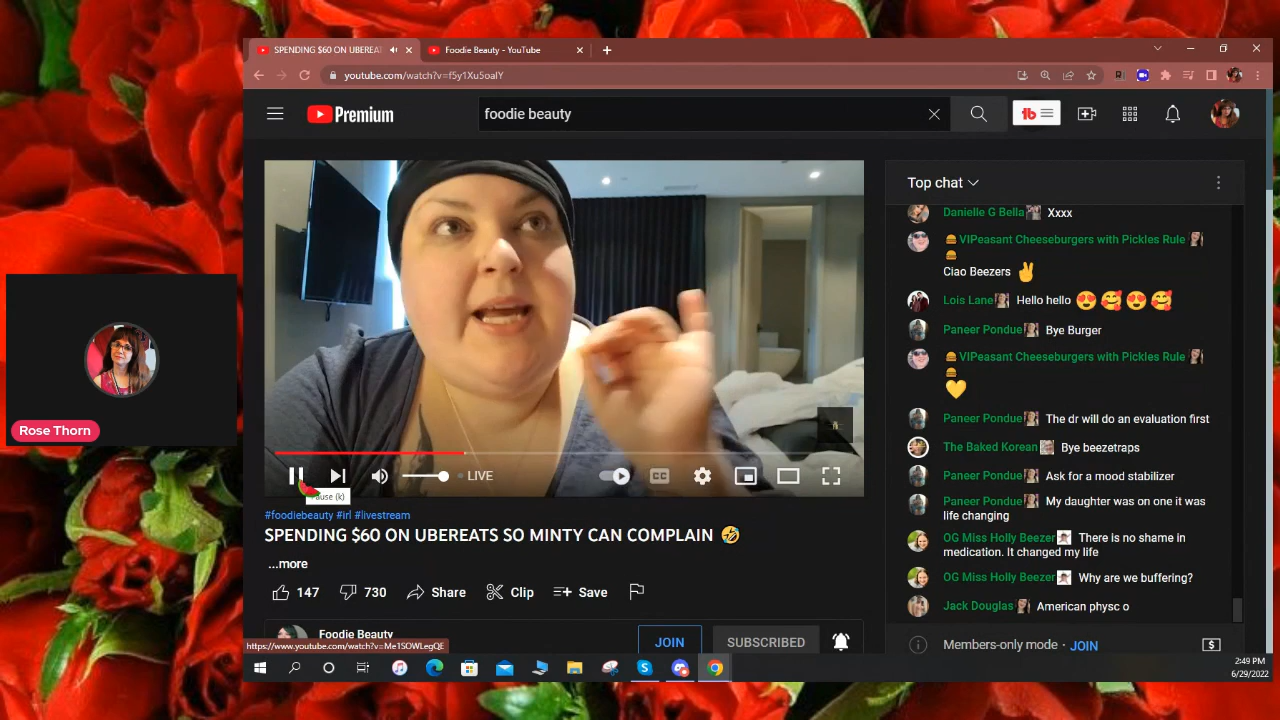 SPENDING $60 ON UBEREA
Foodie Beauty - YouTube
youtube.com/watch?v=f5y1Xu5oaIY
Premium
foodie beauty
tb
Top chat
Danielle G Bella Xxxx
VIPeasant Cheeseburgers with Pickles Rule
Ciao Beezers
Lois Lane Hello hello
Paneer Pondue Bye Burger
VIPeasant Cheeseburgers with Pickles Rule
Paneer Pondue The dr will do an evaluation first
The Baked Korean Bye beezetraps
Paneer Pondue Ask for a mood stabilizer
Paneer Pondue My daughter was on one it was
life changing
OG Miss Holly Beezer There is no shame in
medication. It changed my life
OG Miss Holly Beezer Why are we buffering?
Jack Douglas American physc o
Members-only mode · JOIN
Rose Thorn
LIVE
CC
Pause (k)
#foodiebeauty #irl #livestream
SPENDING $60 ON UBEREATS SO MINTY CAN COMPLAIN 🤣
...more
147 730 Share Clip Save
Foodie Beauty
JOIN SUBSCRIBED
https://www.youtube.com/watch?v=Me1SOWLegQE
2:49 PM
6/29/2022